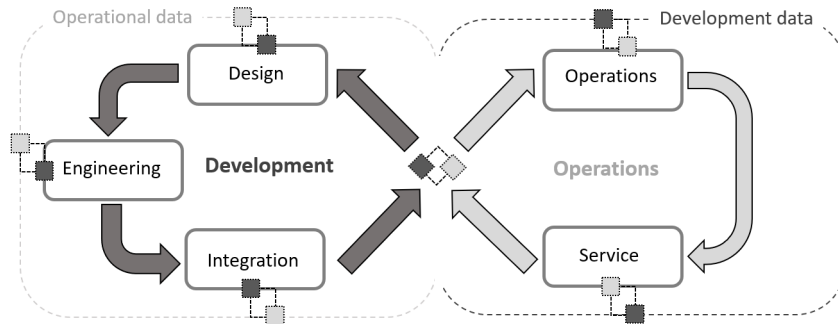 Operational data
Development data
Design
Operations
Engineering
Development
Operations
Integration
Service